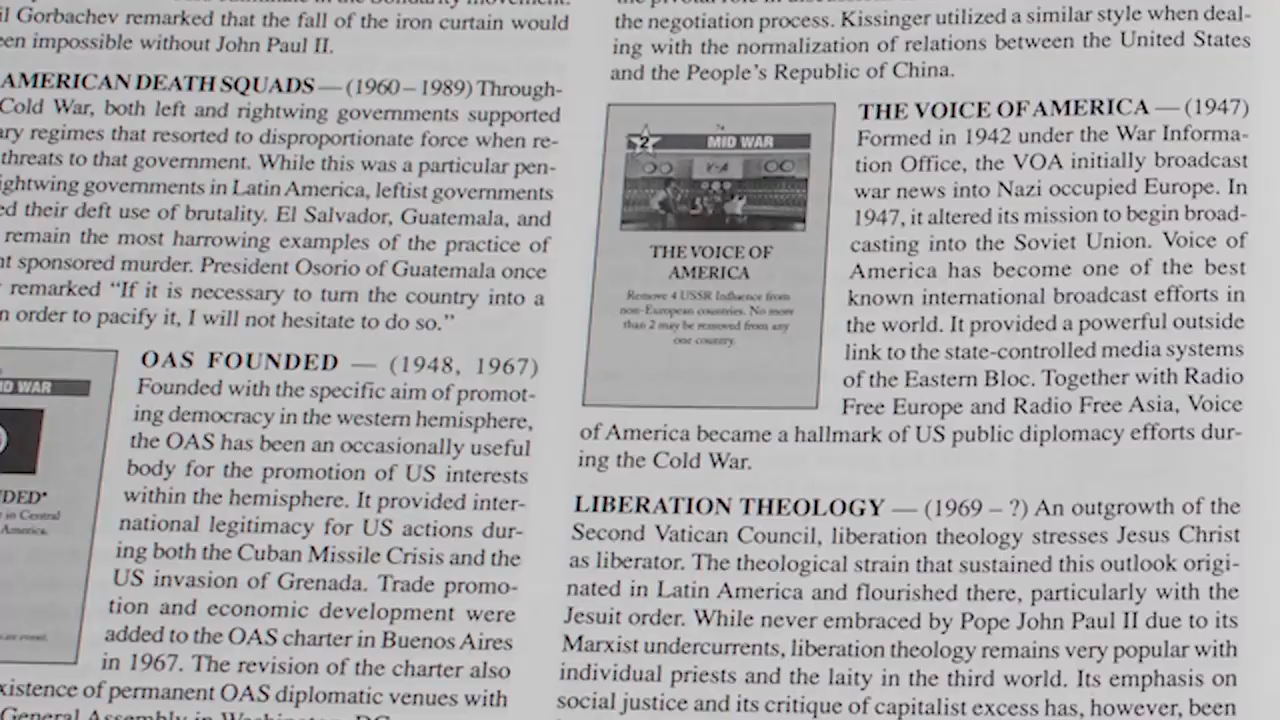 il Gorbachev remarked that the fall of the iron curtain would
een impossible without John Paul II.
AMERICAN DEATH SQUADS — (1960 – 1989) Through-
Cold War, both left and rightwing governments supported
ary regimes that resorted to disproportionate force when re-
threats to that government. While this was a particular pen-
ightwing governments in Latin America, leftist governments
ed their deft use of brutality. El Salvador, Guatemala, and
remain the most harrowing examples of the practice of
nt sponsored murder. President Osorio of Guatemala once
remarked “If it is necessary to turn the country into a
n order to pacify it, I will not hesitate to do so.”
ID WAR
DED*
in Central
America.
OAS FOUNDED — (1948, 1967)
Founded with the specific aim of promot-
ing democracy in the western hemisphere,
the OAS has been an occasionally useful
body for the promotion of US interests
within the hemisphere. It provided inter-
national legitimacy for US actions dur-
ing both the Cuban Missile Crisis and the
US invasion of Grenada. Trade promo-
tion and economic development were
added to the OAS charter in Buenos Aires
in 1967. The revision of the charter also
xistence of permanent OAS diplomatic venues with
General Assembly in Washington, DC.
the negotiation process. Kissinger utilized a similar style when deal-
ing with the normalization of relations between the United States
and the People’s Republic of China.
2
MID WAR
V-A
THE VOICE OF
AMERICA
Remove 4 USSR Influence from
non-European countries. No more
than 2 may be removed from any
one country.
THE VOICE OF AMERICA — (1947)
Formed in 1942 under the War Informa-
tion Office, the VOA initially broadcast
war news into Nazi occupied Europe. In
1947, it altered its mission to begin broad-
casting into the Soviet Union. Voice of
America has become one of the best
known international broadcast efforts in
the world. It provided a powerful outside
link to the state-controlled media systems
of the Eastern Bloc. Together with Radio
Free Europe and Radio Free Asia, Voice
of America became a hallmark of US public diplomacy efforts dur-
ing the Cold War.
LIBERATION THEOLOGY — (1969 – ?) An outgrowth of the
Second Vatican Council, liberation theology stresses Jesus Christ
as liberator. The theological strain that sustained this outlook origi-
nated in Latin America and flourished there, particularly with the
Jesuit order. While never embraced by Pope John Paul II due to its
Marxist undercurrents, liberation theology remains very popular with
individual priests and the laity in the third world. Its emphasis on
social justice and its critique of capitalist excess has, however, been